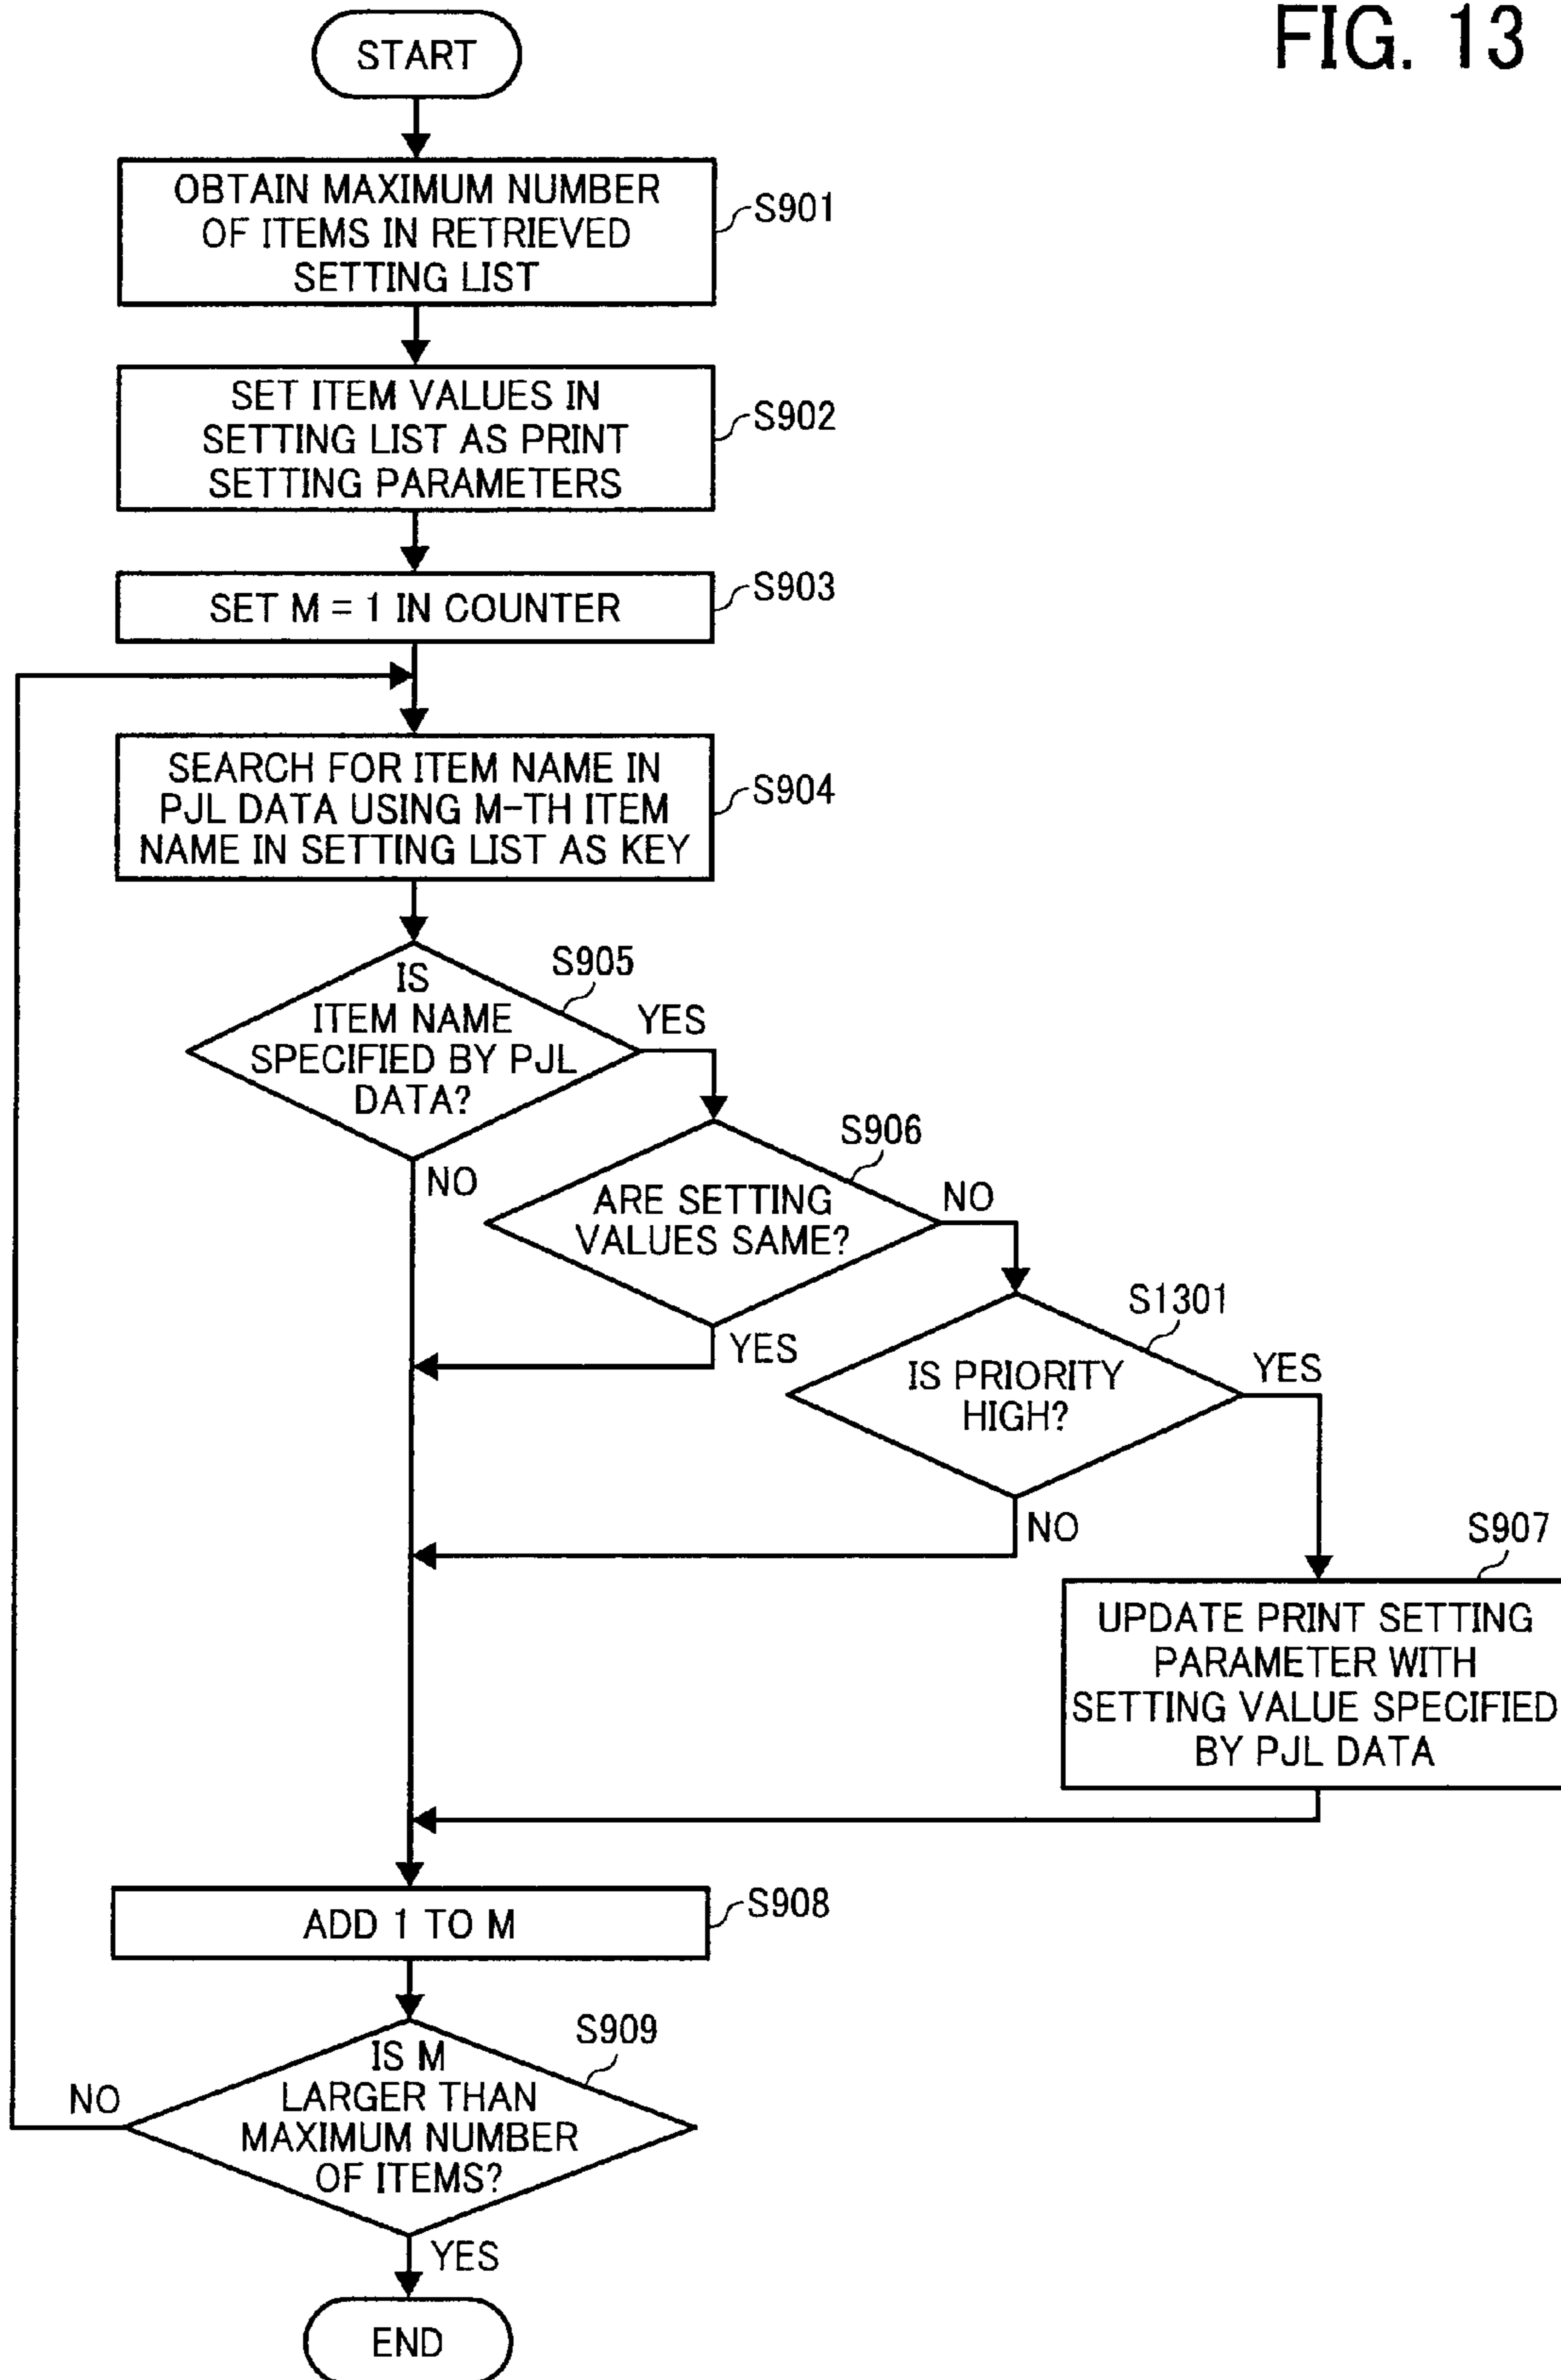 FIG. 13
START
OBTAIN MAXIMUM NUMBER
OF ITEMS IN RETRIEVED
SETTING LIST
S901
SET ITEM VALUES IN
SETTING LIST AS PRINT
SETTING PARAMETERS
S902
SET M = 1 IN COUNTER
S903
SEARCH FOR ITEM NAME IN
PJL DATA USING M-TH ITEM
NAME IN SETTING LIST AS KEY
S904
S905
IS
ITEM NAME
SPECIFIED BY PJL
DATA?
YES
NO
S906
ARE SETTING
VALUES SAME?
NO
YES
S1301
IS PRIORITY
HIGH?
YES
NO
S907
UPDATE PRINT SETTING
PARAMETER WITH
SETTING VALUE SPECIFIED
BY PJL DATA
ADD 1 TO M
S908
S909
IS M
LARGER THAN
MAXIMUM NUMBER
OF ITEMS?
NO
YES
END